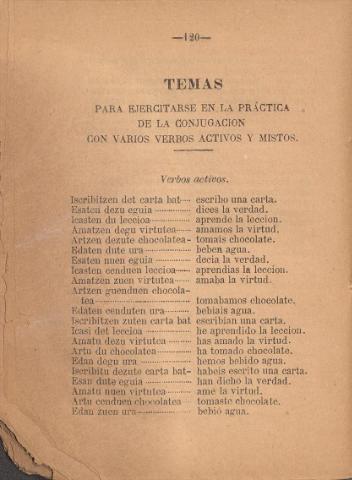 —120—
TEMAS
PARA EJERCITARSE EN LA PRÁCTICA
DE LA CONJUGACION
CON VARIOS VERBOS ACTIVOS Y MISTOS.
Verbos activos.
Iscribitzen det carta bat— escribo una carta.
Esaten dezu eguia— dices la verdad.
Icasten du leccioa— aprende la leccion.
Amatzen degu virtutea— amamos la virtud.
Artzen dezute chocolatea- tomais chocolate.
Edaten dute ura— beben agua.
Esaten nuen eguia— decia la verdad.
Icasten cenduen leccioa— aprendias la leccion.
Amatzen zuen virtutea— amaba la virtud.
Artzen guenduen chocola-
tea— tomabamos chocolate.
Edaten cenduten ura— bebiais agua.
Iscribitzen zuten carta bat escribian una carta.
Icasi det leccioa— he aprendido la leccion.
Amatu dezu virtutea— has amado la virtud.
Artu du chocolatea— ha tomado chocolate.
Edan degu ura— hemos bebido agua.
Iscribitu dezute carta bat- habeis escrito una carta.
Esan dute eguia— han dicho la verdad.
Amatu nuen virtutea— amé la virtud.
Artu cenduen chocolatea— tomaste chocolate.
Edan zuen ura— bebió agua.